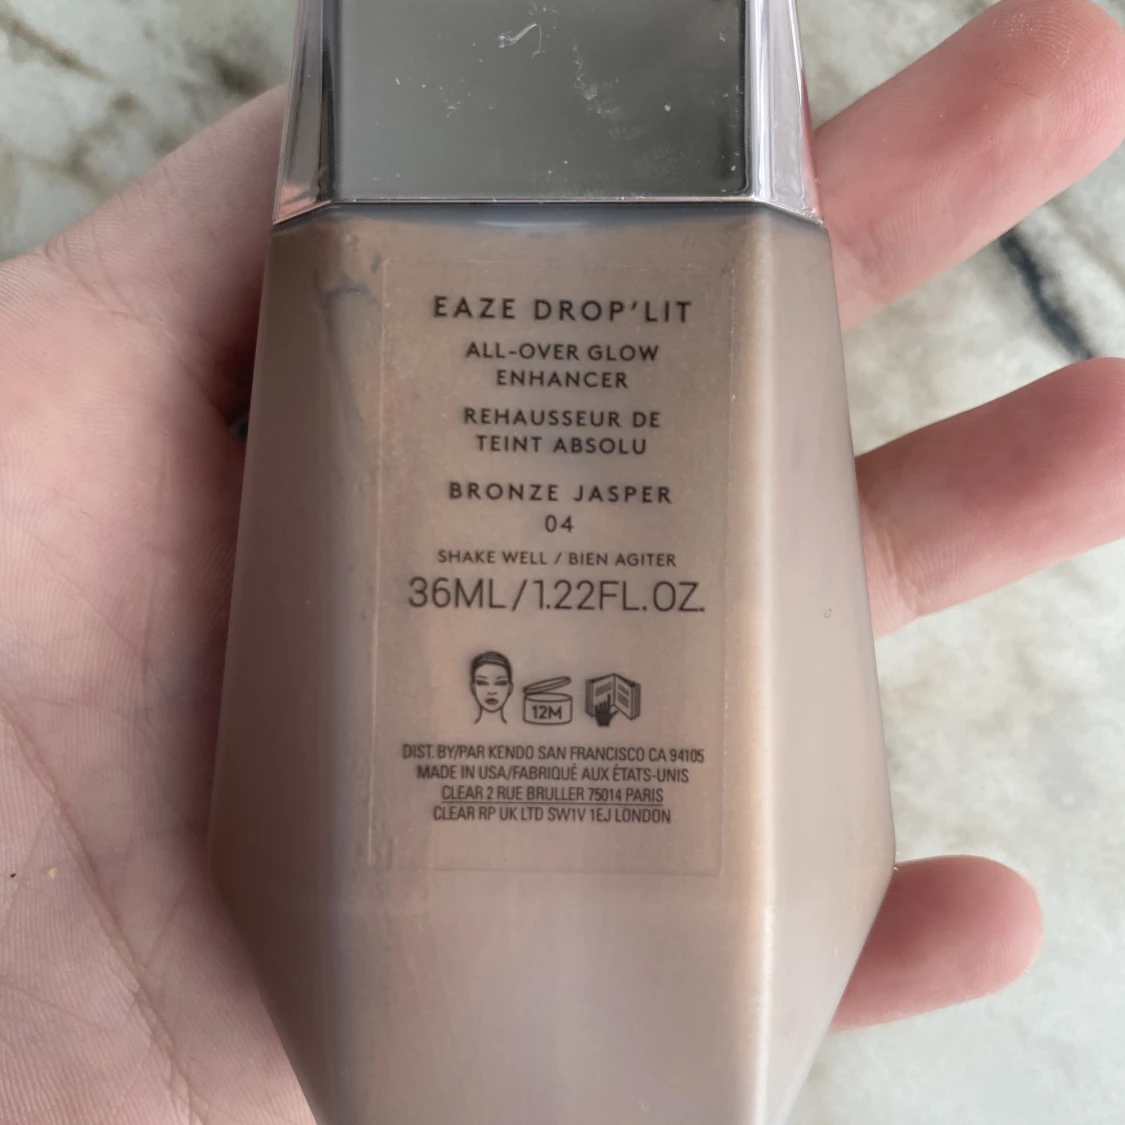 EAZE DROP'LIT
ALL-OVER GLOW
ENHANCER
REHAUSSEUR DE
TEINT ABSOLU
BRONZE JASPER
04
SHAKE WELL / BIEN AGITER
36ML/1.22FL.OZ.
12M
DIST. BY/PAR KENDO SAN FRANCISCO CA 94105
MADE IN USA/FABRIQUÉ AUX ÉTATS-UNIS
CLEAR 2 RUE BRULLER 75014 PARIS
CLEAR RP UK LTD SW1V 1EJ LONDON